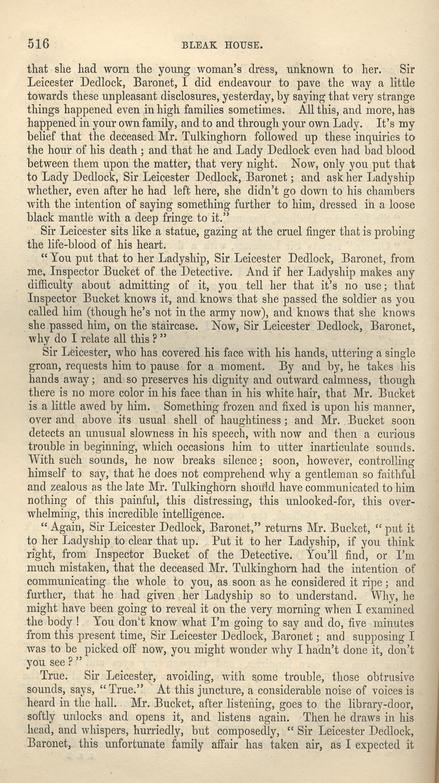 516 BLEAK HOUSE.
that she had worn the young woman's dress, unknown to her. Sir
Leicester Dedlock, Baronet, I did endeavour to pave the way a little
towards these unpleasant disclosures, yesterday, by saying that very strange
things happened even in high families sometimes. All this, and more, has
happened in your own family, and to and through your own Lady. It's my
belief that the deceased Mr. Tulkinghorn followed up these inquiries to
the hour of his death; and that he and Lady Dedlock even had bad blood
between them upon the matter, that very night. Now, only you put that
to Lady Dedlock, Sir Leicester Dedlock, Baronet; and ask her Ladyship
whether, even after he had left here, she didn't go down to his chambers
with the intention of saying something further to him, dressed in a loose
black mantle with a deep fringe to it."
Sir Leicester sits like a statue, gazing at the cruel finger that is probing
the life-blood of his heart.
"You put that to her Ladyship, Sir Leicester Dedlock, Baronet, from
me, Inspector Bucket of the Detective. And if her Ladyship makes any
difficulty about admitting of it, you tell her that it's no use; that
Inspector Bucket knows it, and knows that she passed the soldier as you
called him (though he's not in the army now), and knows that she knows
she passed him, on the staircase. Now, Sir Leicester Dedlock, Baronet,
why do I relate all this?"
Sir Leicester, who has covered his face with his hands, uttering a single
groan, requests him to pause for a moment. By and by, he takes his
hands away; and so preserves his dignity and outward calmness, though
there is no more color in his face than in his white hair, that Mr. Bucket
is a little awed by him. Something frozen and fixed is upon his manner,
over and above its usual shell of haughtiness; and Mr. Bucket soon
detects an unusual slowness in his speech, with now and then a curious
trouble in beginning, which occasions him to utter inarticulate sounds.
With such sounds, he now breaks silence; soon, however, controlling
himself to say, that he does not comprehend why a gentleman so faithful
and zealous as the late Mr. Tulkinghorn should have communicated to him
nothing of this painful, this distressing, this unlooked-for, this over-
whelming, this incredible intelligence.
"Again, Sir Leicester Dedlock, Baronet," returns Mr. Bucket, "put it
to her Ladyship to clear that up. Put it to her Ladyship, if you think
right, from Inspector Bucket of the Detective. You'll find, or I'm
much mistaken, that the deceased Mr. Tulkinghorn had the intention of
communicating the whole to you, as soon as he considered it ripe; and
further, that he had given her Ladyship so to understand. Why, he
might have been going to reveal it on the very morning when I examined
the body! You don't know what I'm going to say and do, five minutes
from this present time, Sir Leicester Dedlock, Baronet; and supposing I
was to be picked off now, you might wonder why I hadn't done it, don't
you see?"
True. Sir Leicester, avoiding, with some trouble, those obtrusive
sounds, says, "True." At this juncture, a considerable noise of voices is
heard in the hall. Mr. Bucket, after listening, goes to the library-door,
softly unlocks and opens it, and listens again. Then he draws in his
head, and whispers, hurriedly, but composedly, "Sir Leicester Dedlock,
Baronet, this unfortunate family affair has taken air, as I expected it